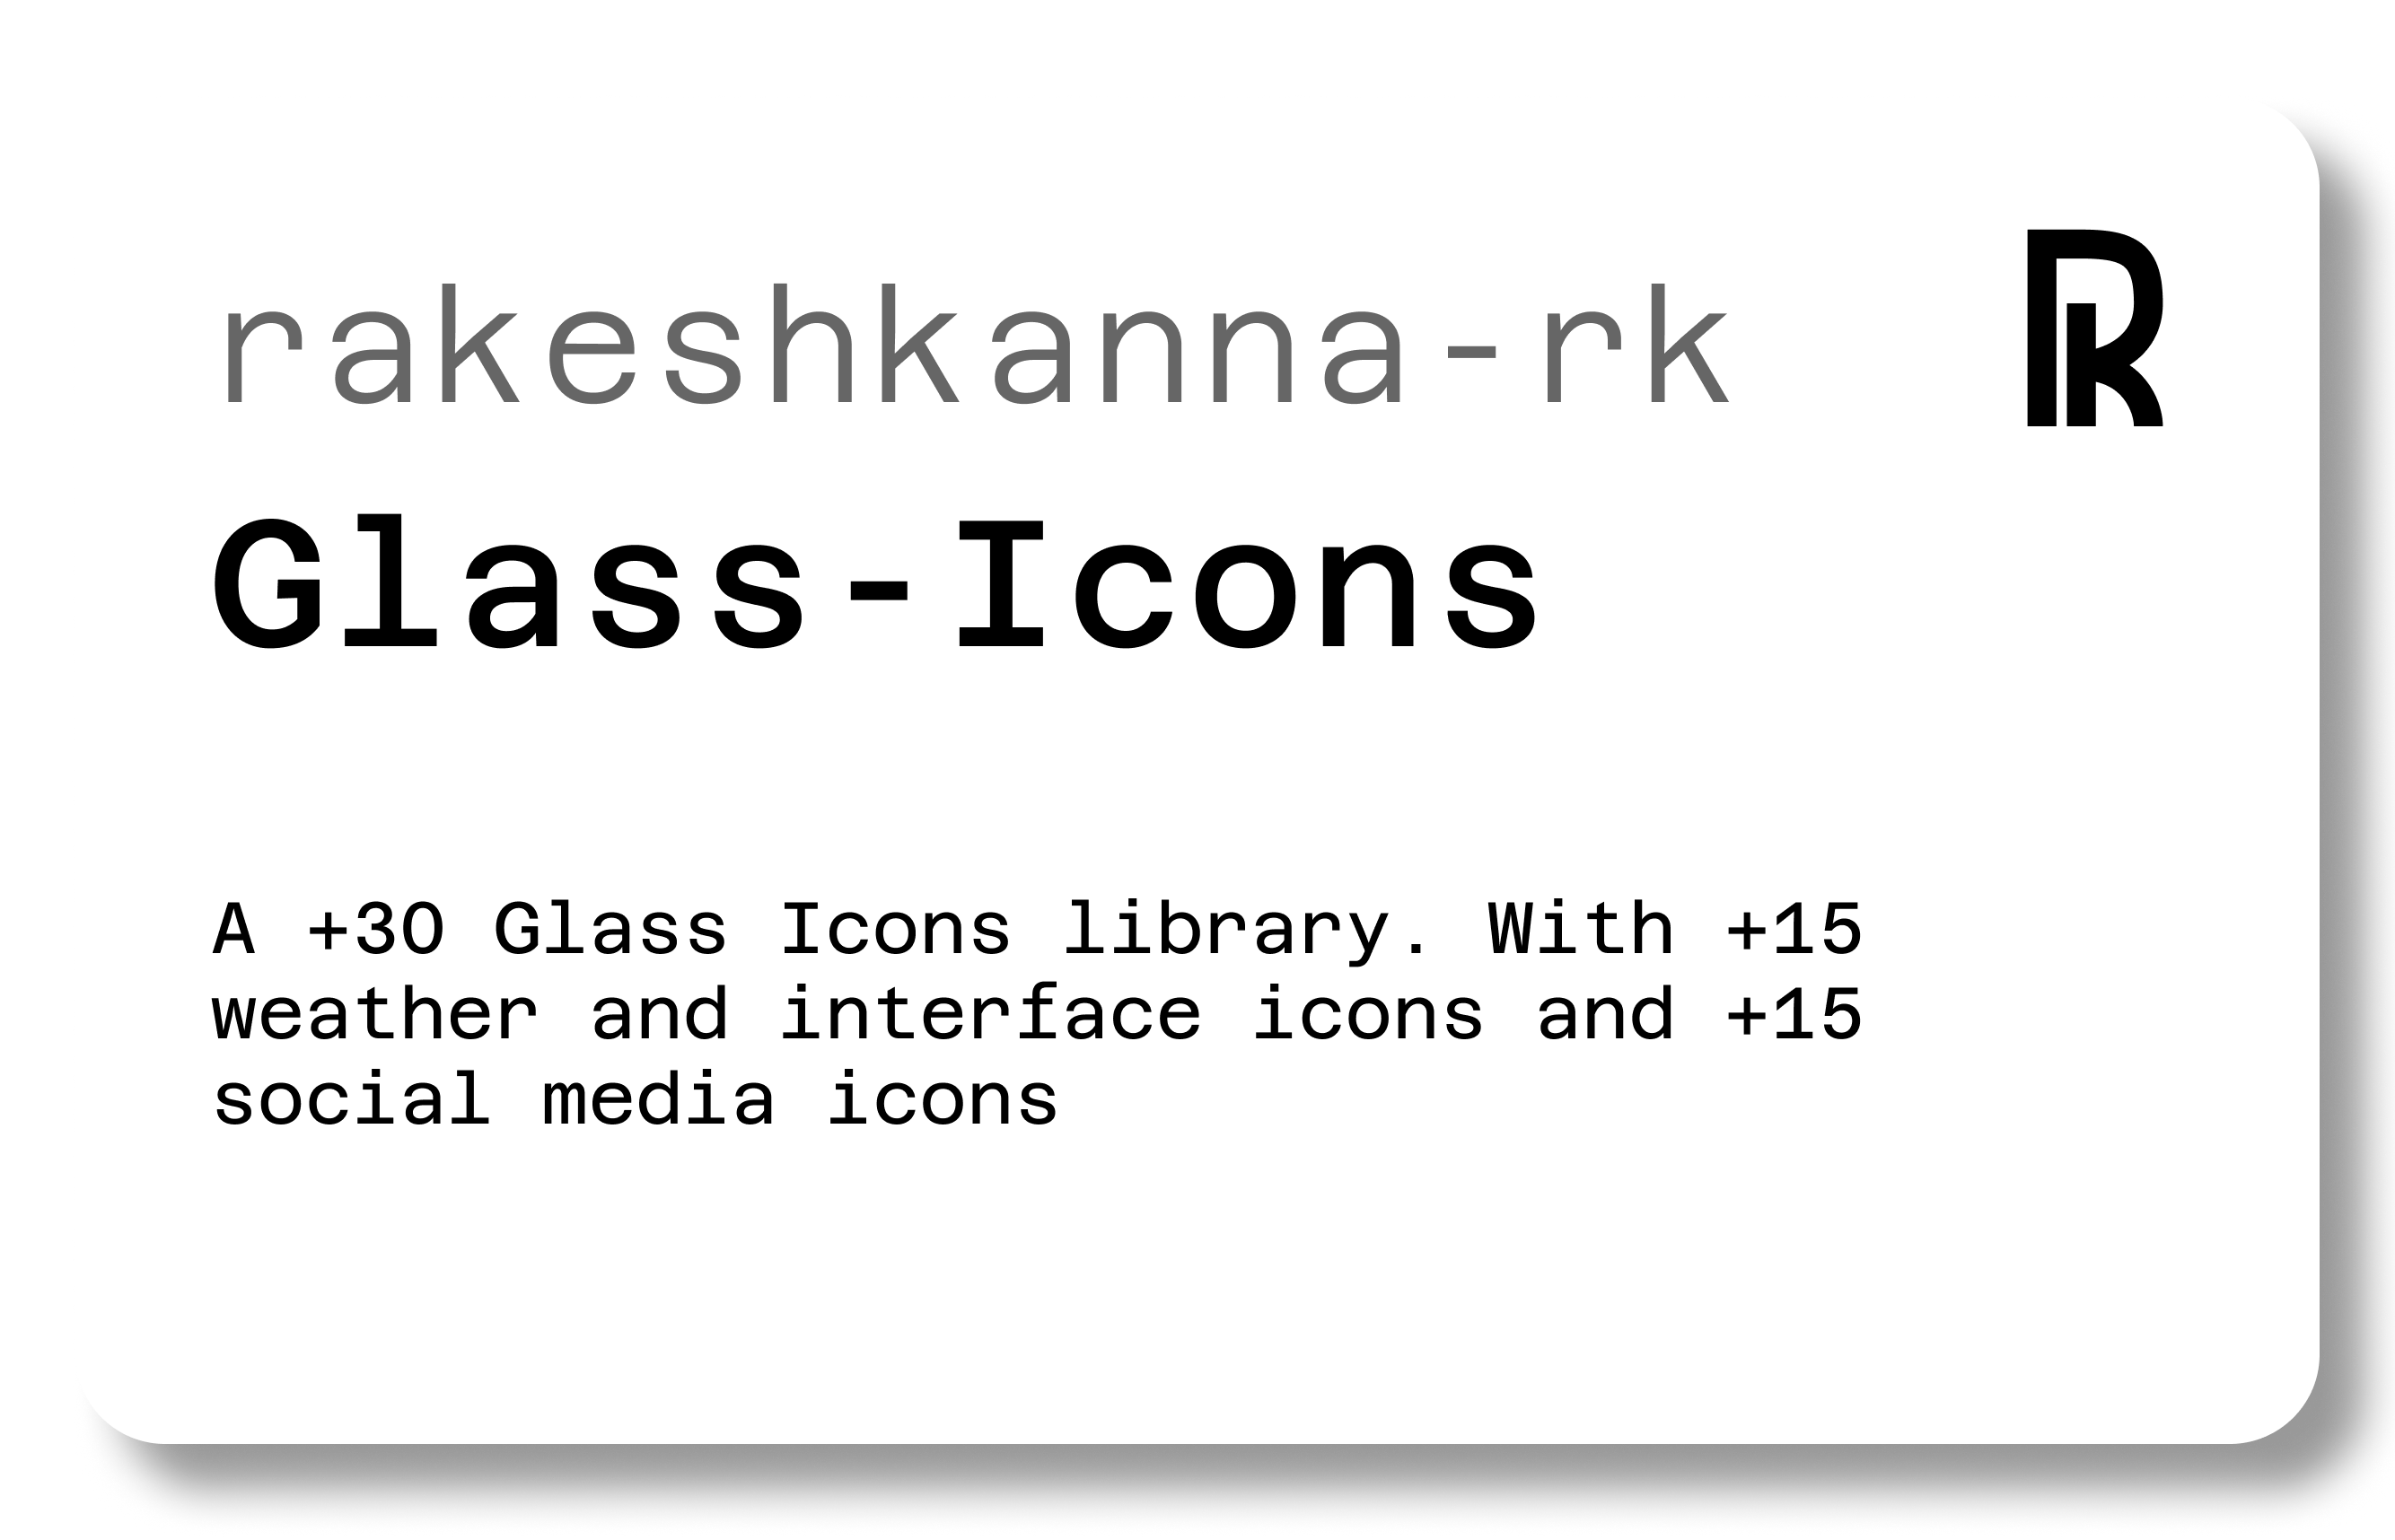 rakeshkanna-rk
RK
Glass-Icons
A +30 Glass Icons library. With +15
weather and interface icons and +15
social media icons